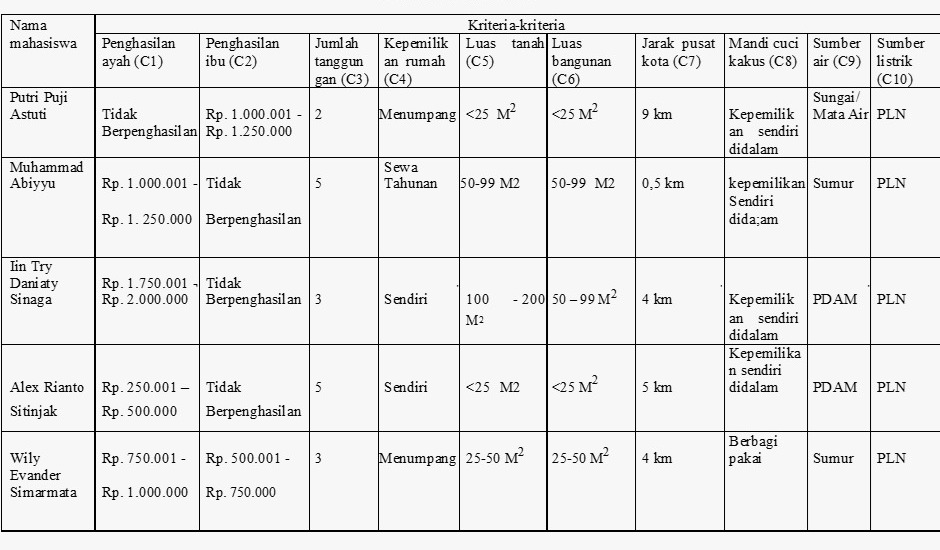 Nama mahasiswa
Kriteria-kriteria
Penghasilan ayah (C1)
Penghasilan ibu (C2)
Jumlah tanggun gan (C3)
Kepemilik an rumah (C4)
Luas tanah (C5)
Luas bangunan (C6)
Jarak pusat kota (C7)
Mandi cuci kakus (C8)
Sumber air (C9)
Sumber listrik (C10)
Putri Puji Astuti
Tidak Berpenghasilan
Rp. 1.000.001 - Rp. 1.250.000
2
Menumpang
<25 M2
<25 M2
9 km
Kepemilik an sendiri didalam
Sungai/ Mata Air
PLN
Muhammad Abiyyu
Rp. 1.000.001 - Rp. 1. 250.000
Tidak Berpenghasilan
5
Sewa Tahunan
50-99 M2
50-99 M2
0,5 km
kepemilikan Sendiri dida;am
Sumur
PLN
Iin Try Daniaty Sinaga
Rp. 1.750.001 - Rp. 2.000.000
Tidak Berpenghasilan
3
Sendiri
100 - 200 M2
50 – 99 M2
4 km
Kepemilik an sendiri didalam
PDAM
PLN
Alex Rianto Sitinjak
Rp. 250.001 – Rp. 500.000
Tidak Berpenghasilan
5
Sendiri
<25 M2
<25 M2
5 km
Kepemilika n sendiri didalam
PDAM
PLN
Wily Evander Simarmata
Rp. 750.001 - Rp. 1.000.000
Rp. 500.001 - Rp. 750.000
3
Menumpang
25-50 M2
25-50 M2
4 km
Berbagi pakai
Sumur
PLN